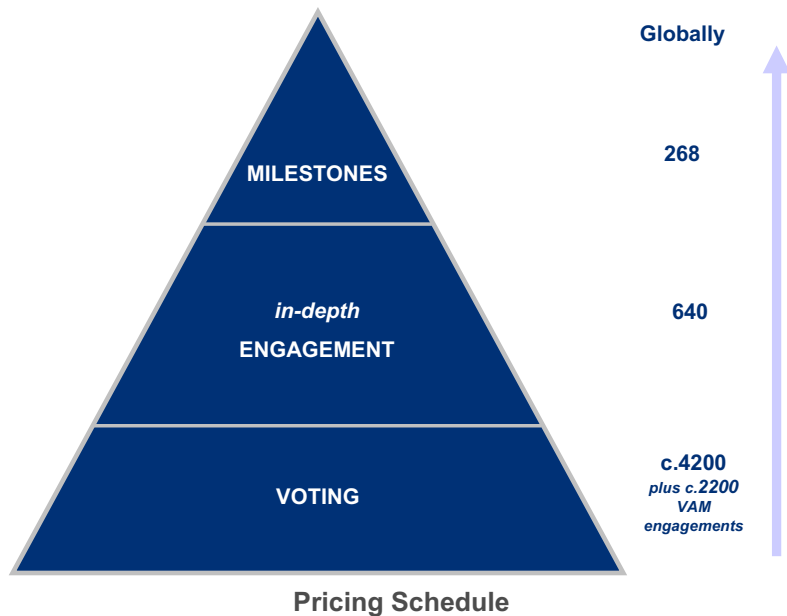 Globally
MILESTONES
268
in-depth
ENGAGEMENT
640
VOTING
c.4200
plus c.2200
VAM
engagements
Pricing Schedule